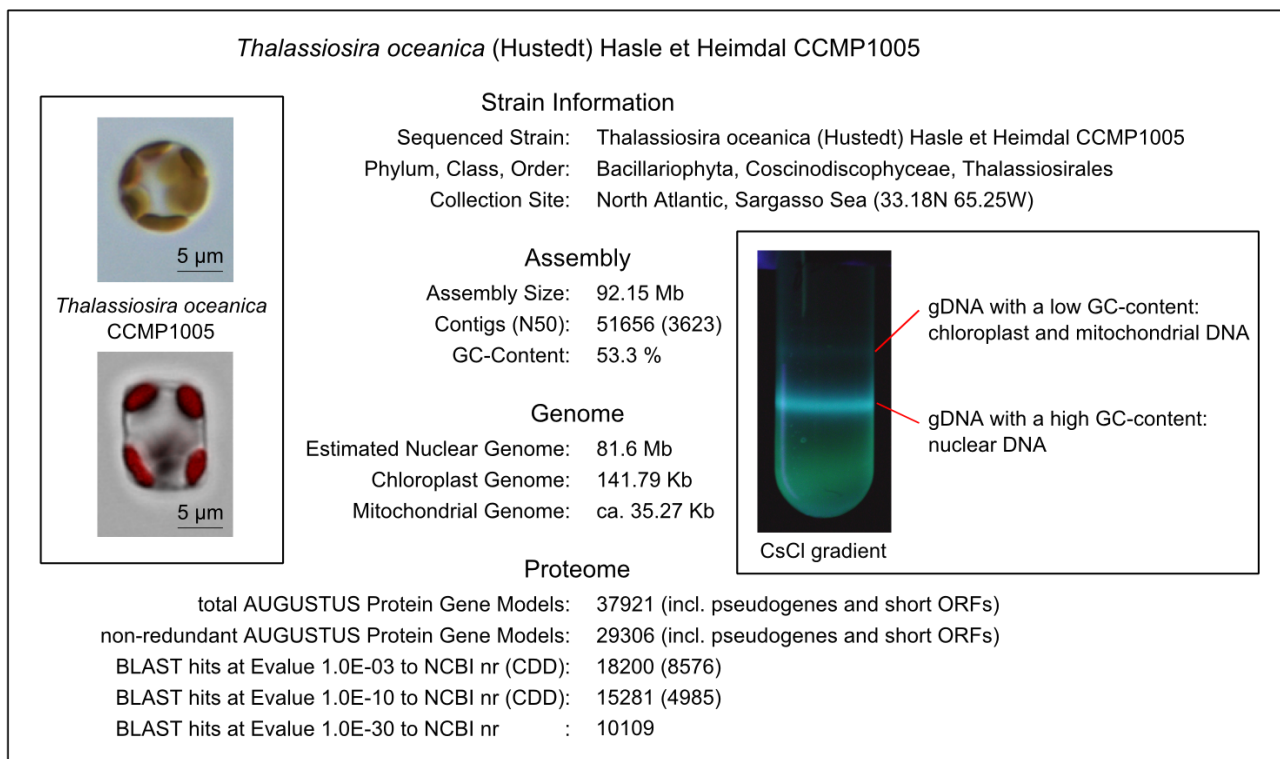 Thalassiosira oceanica (Hustedt) Hasle et Heimdal CCMP1005
5 µm
Thalassiosira oceanica
CCMP1005
5 µm
Strain Information
Sequenced Strain: Thalassiosira oceanica (Hustedt) Hasle et Heimdal CCMP1005
Phylum, Class, Order: Bacillariophyta, Coscinodiscophyceae, Thalassiosirales
Collection Site: North Atlantic, Sargasso Sea (33.18N 65.25W)
Assembly
Assembly Size: 92.15 Mb
Contigs (N50): 51656 (3623)
GC-Content: 53.3 %
Genome
Estimated Nuclear Genome: 81.6 Mb
Chloroplast Genome: 141.79 Kb
Mitochondrial Genome: ca. 35.27 Kb
gDNA with a low GC-content:
chloroplast and mitochondrial DNA
gDNA with a high GC-content:
nuclear DNA
CsCl gradient
Proteome
total AUGUSTUS Protein Gene Models: 37921 (incl. pseudogenes and short ORFs)
non-redundant AUGUSTUS Protein Gene Models: 29306 (incl. pseudogenes and short ORFs)
BLAST hits at Evalue 1.0E-03 to NCBI nr (CDD): 18200 (8576)
BLAST hits at Evalue 1.0E-10 to NCBI nr (CDD): 15281 (4985)
BLAST hits at Evalue 1.0E-30 to NCBI nr : 10109